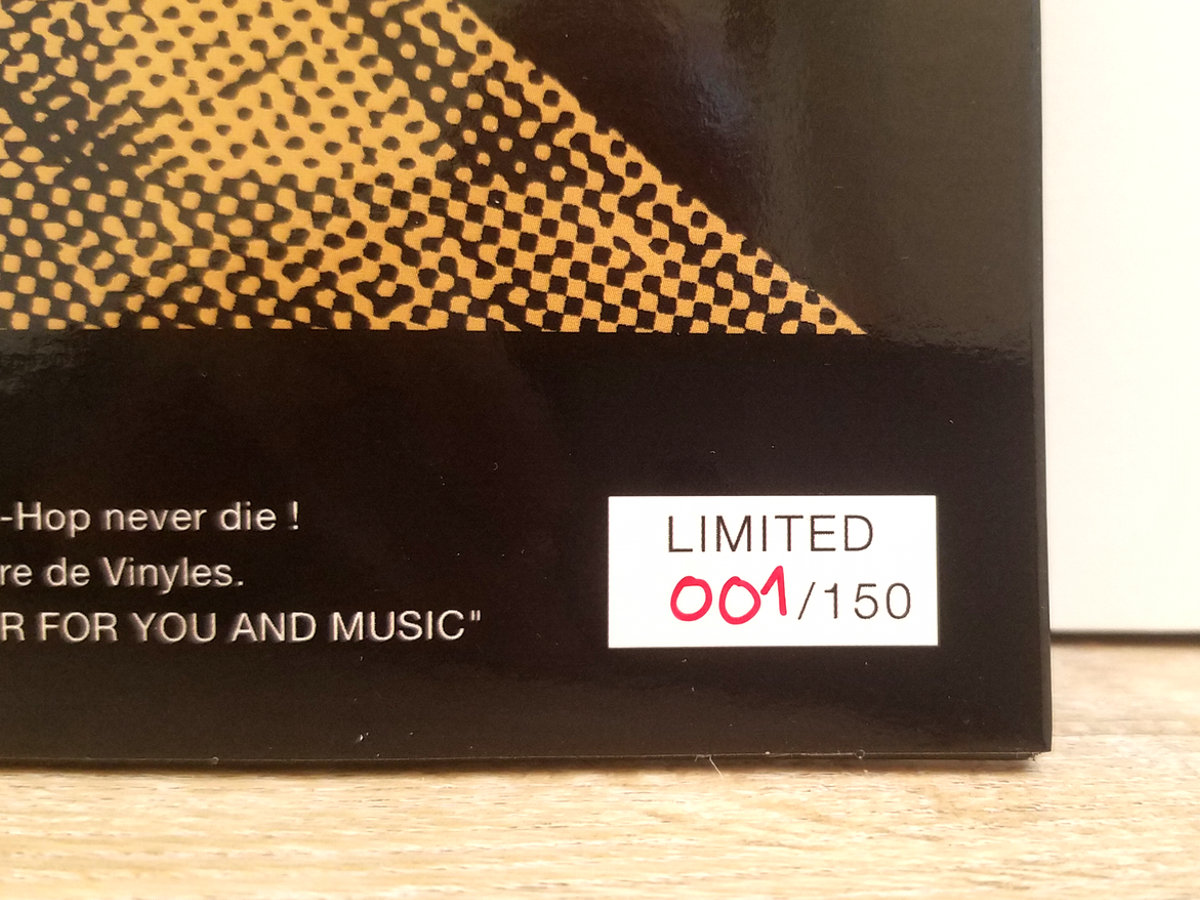 -Hop never die !
re de Vinyles.
R FOR YOU AND MUSIC"
LIMITED
001/150